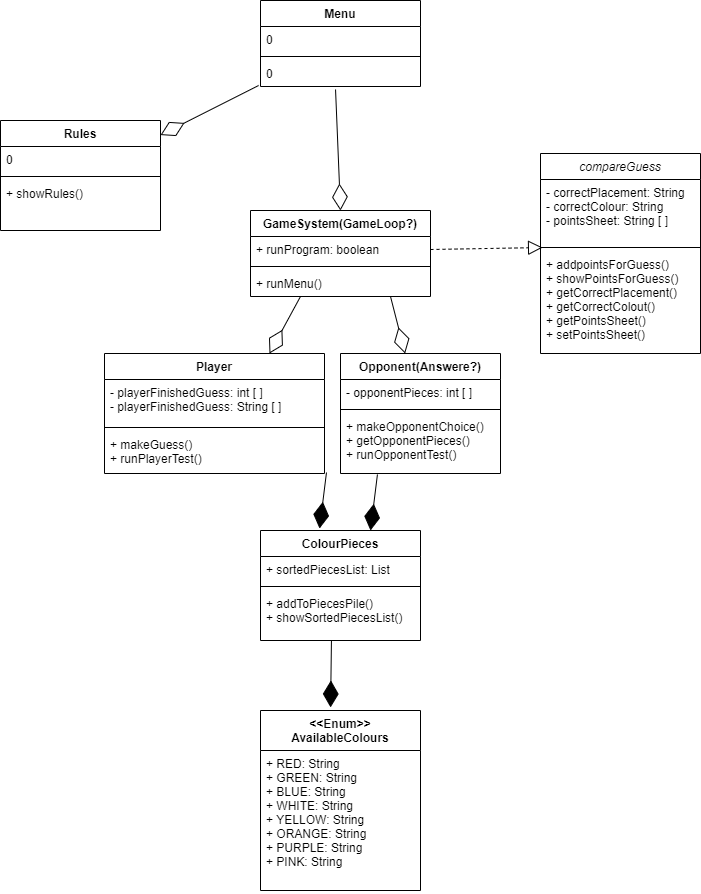 Menu
0
0
Rules
0
+ showRules()
GameSystem(GameLoop?)
+ runProgram: boolean
+ runMenu()
compareGuess
- correctPlacement: String
- correctColour: String
- pointsSheet: String [ ]
+ addpointsForGuess()
+ showPointsForGuess()
+ getCorrectPlacement()
+ getCorrectColout()
+ getPointsSheet()
+ setPointsSheet()
Player
- playerFinishedGuess: int [ ]
- playerFinishedGuess: String [ ]
+ makeGuess()
+ runPlayerTest()
Opponent(Answere?)
- opponentPieces: int [ ]
+ makeOpponentChoice()
+ getOpponentPieces()
+ runOpponentTest()
ColourPieces
+ sortedPiecesList: List
+ addToPiecesPile()
+ showSortedPiecesList()
<<Enum>>
AvailableColours
+ RED: String
+ GREEN: String
+ BLUE: String
+ WHITE: String
+ YELLOW: String
+ ORANGE: String
+ PURPLE: String
+ PINK: String